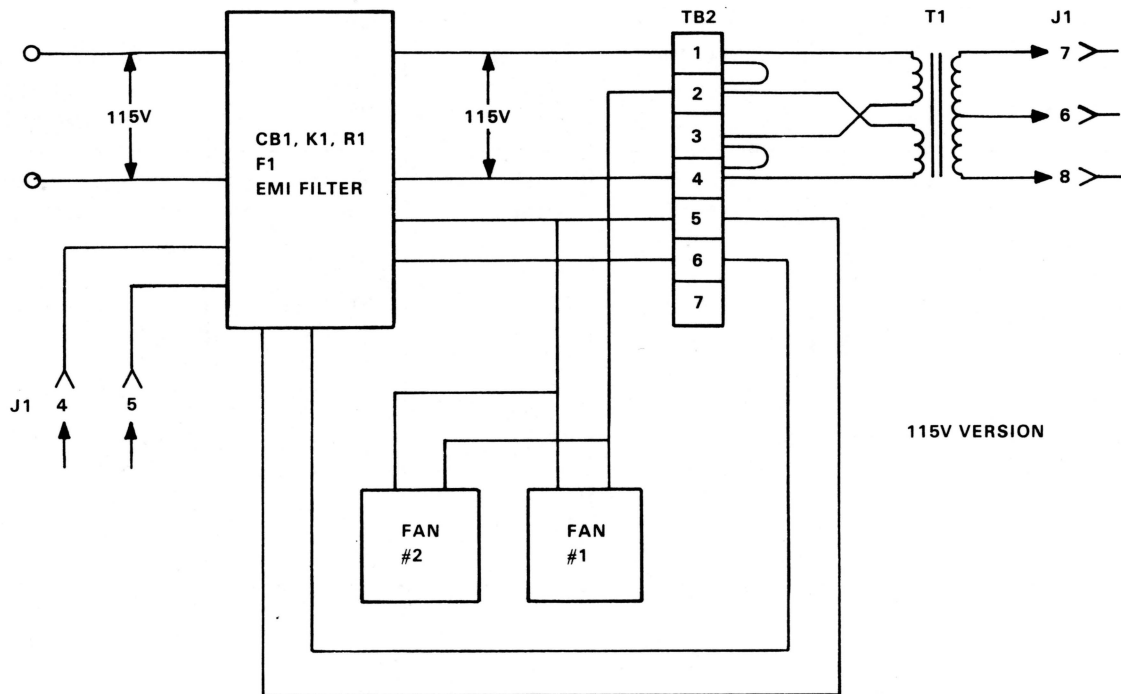 TB2 T1 J1
1 7
2
115V 115V
3 6
CB1, K1, R1
F1
EMI FILTER
4 8
5
6
7
J1 4 5
115V VERSION
FAN
#2
FAN
#1